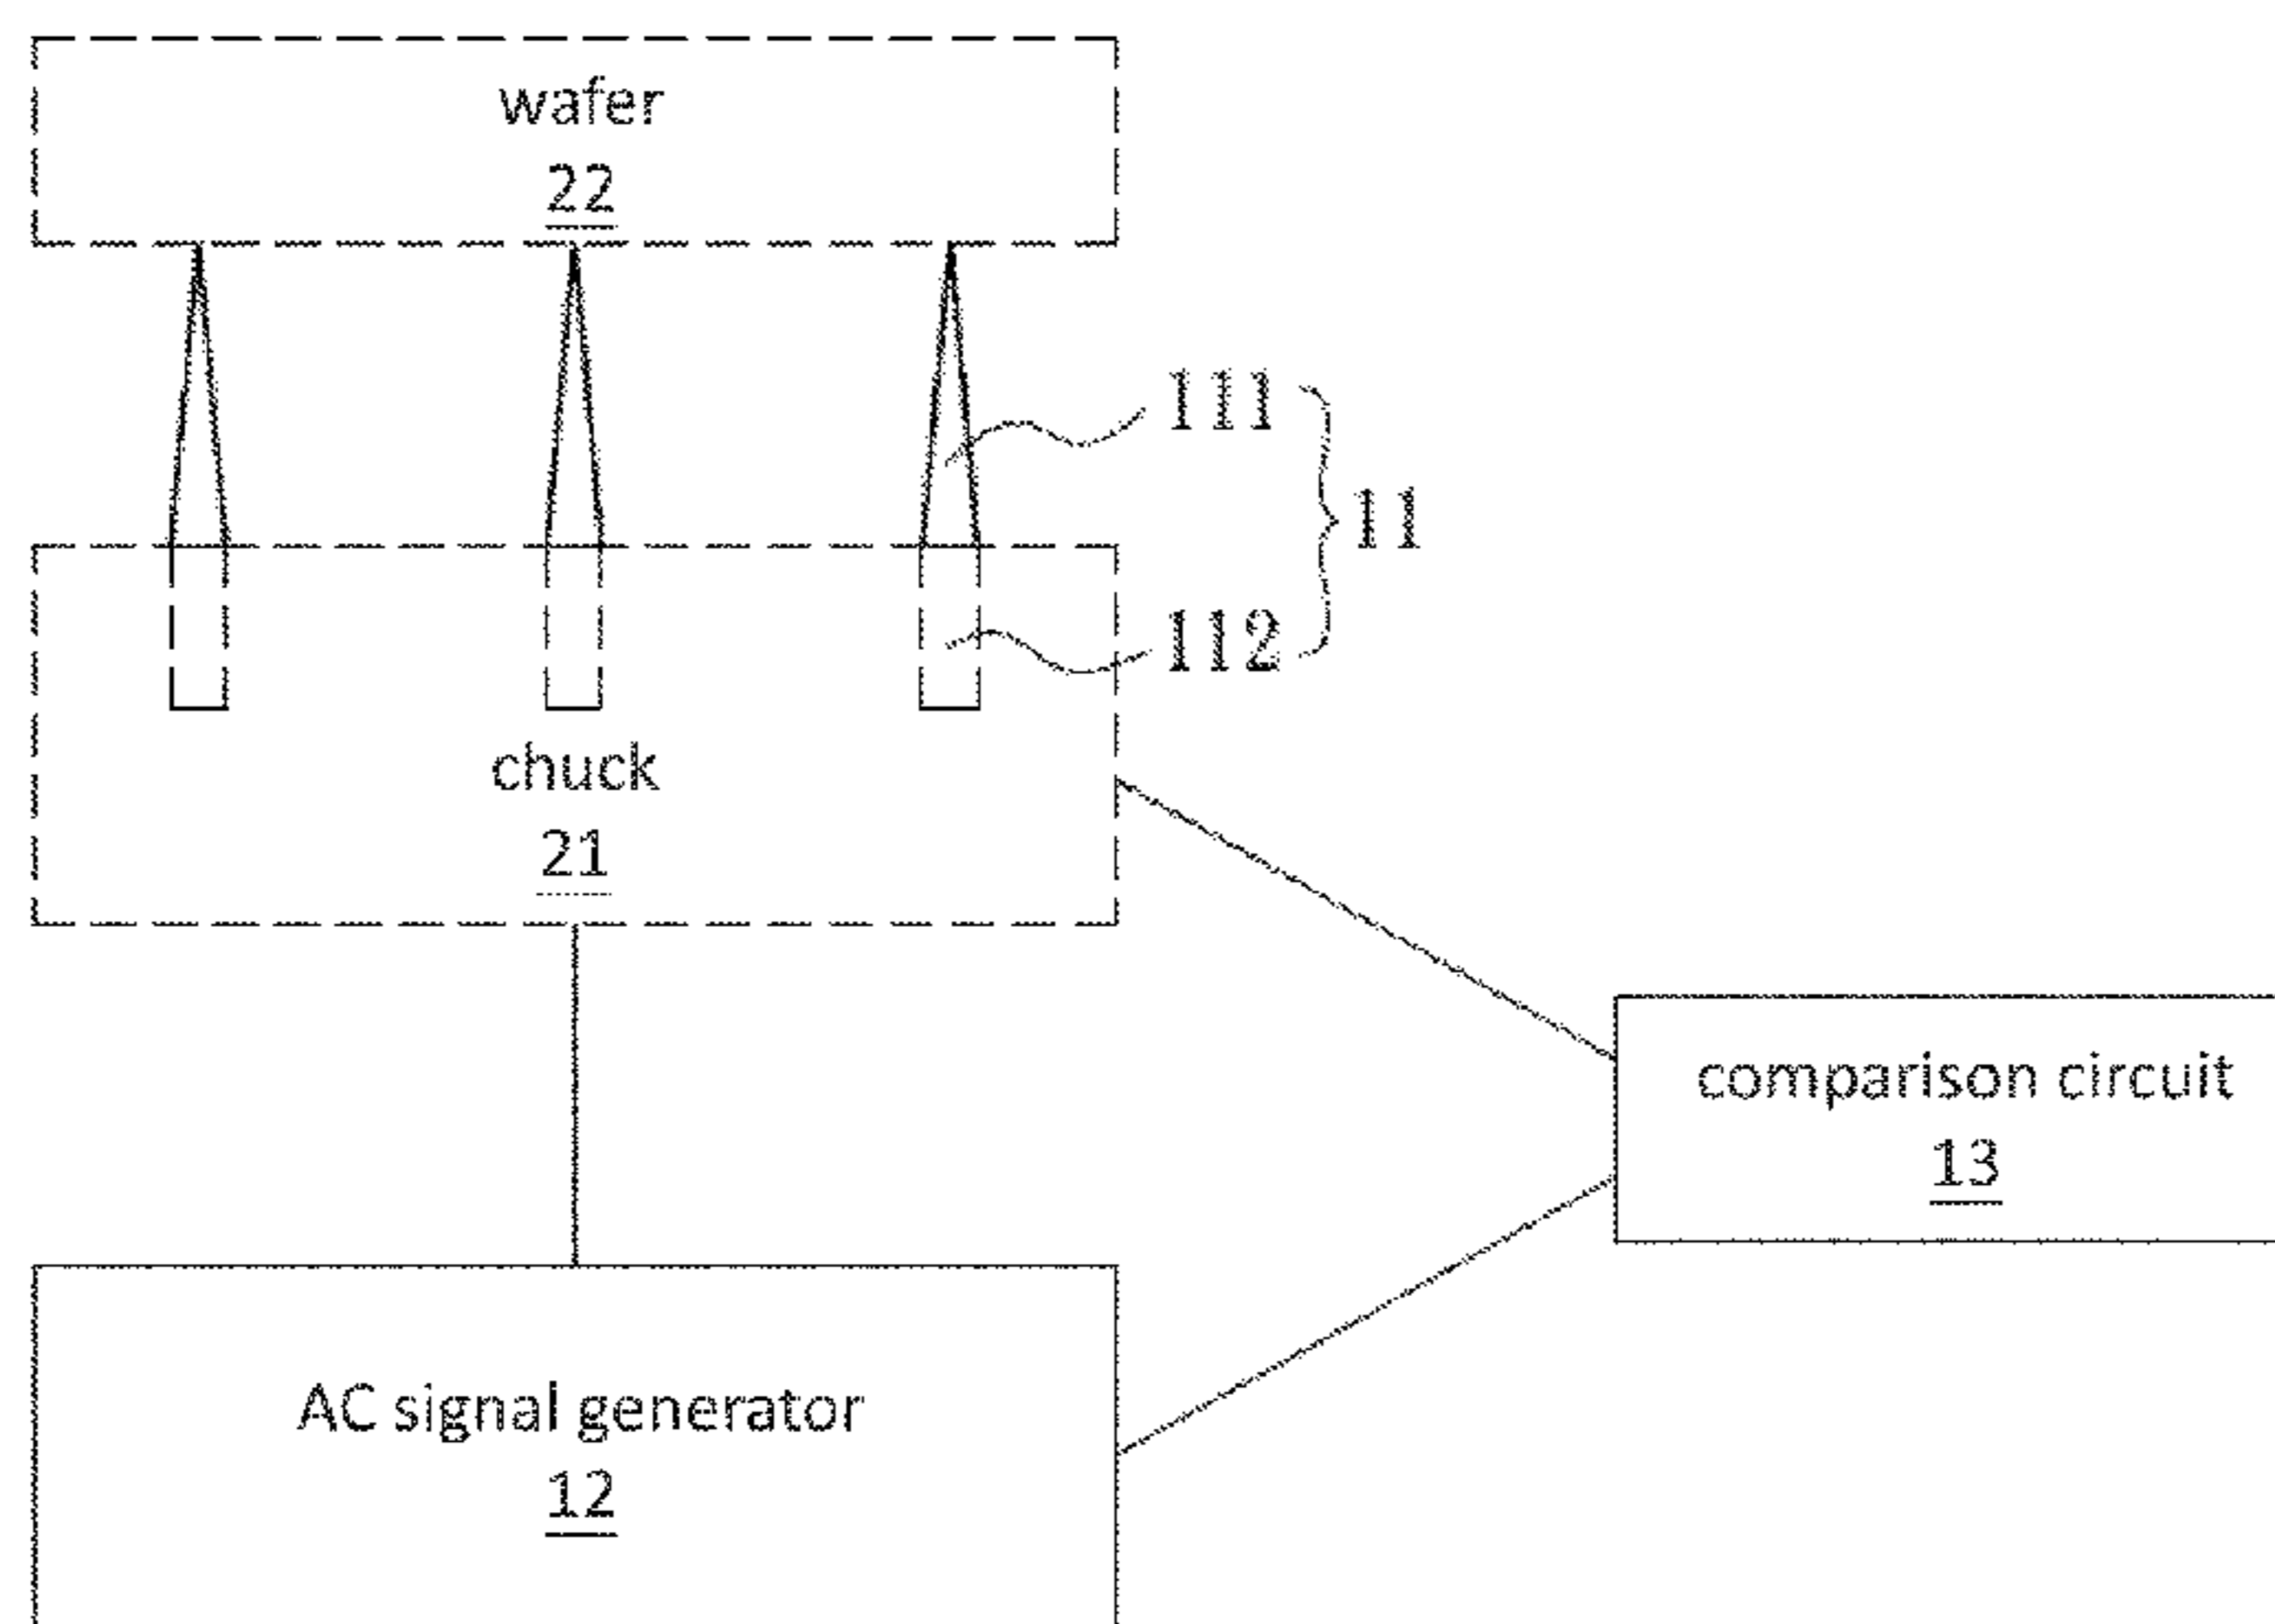 wafer
22
111
11
112
chuck
21
comparison circuit
13
AC signal generator
12